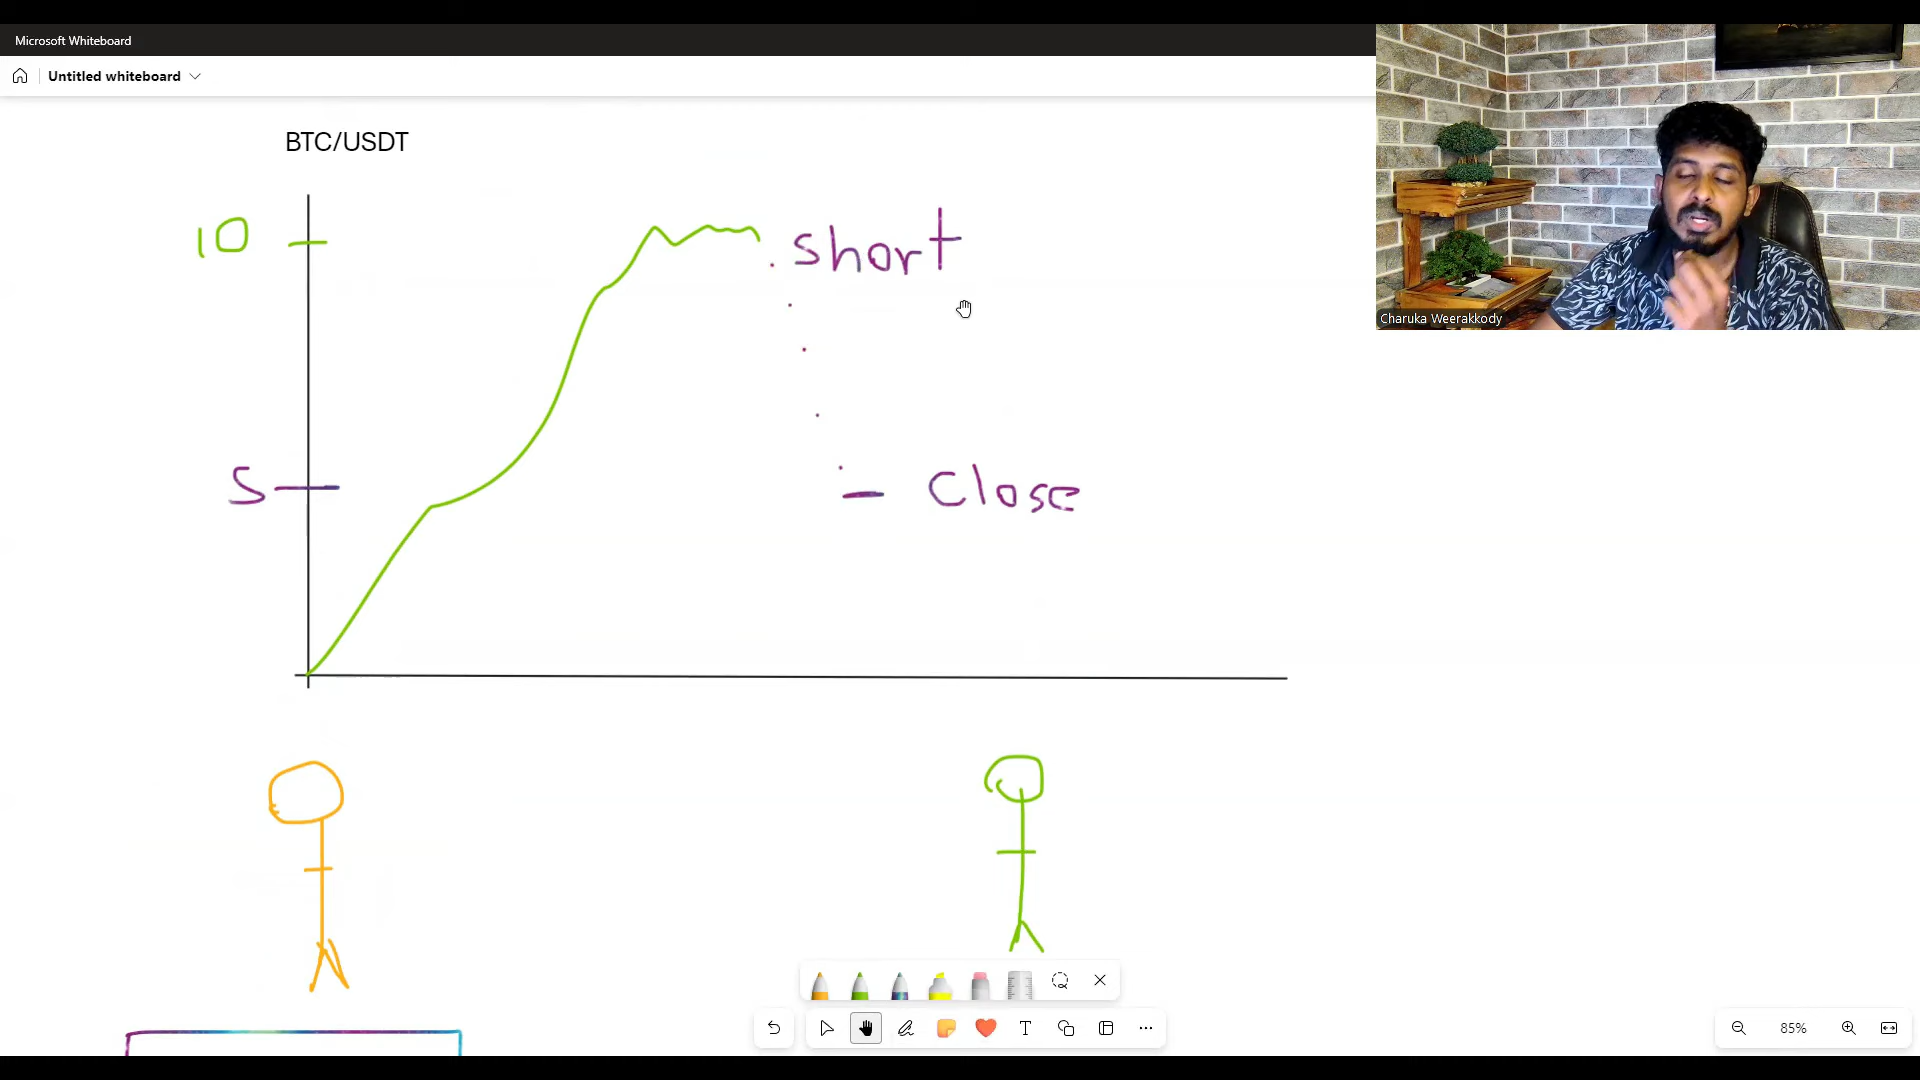 Microsoft Whiteboard
Untitled whiteboard
BTC/USDT
10
short
5
Close
Charuka Weerakkody
85%